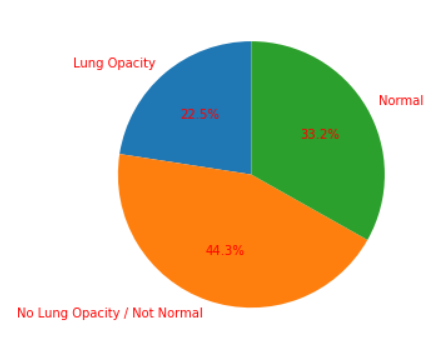 Lung Opacity
Normal
22.5%
33.2%
44.3%
No Lung Opacity / Not Normal